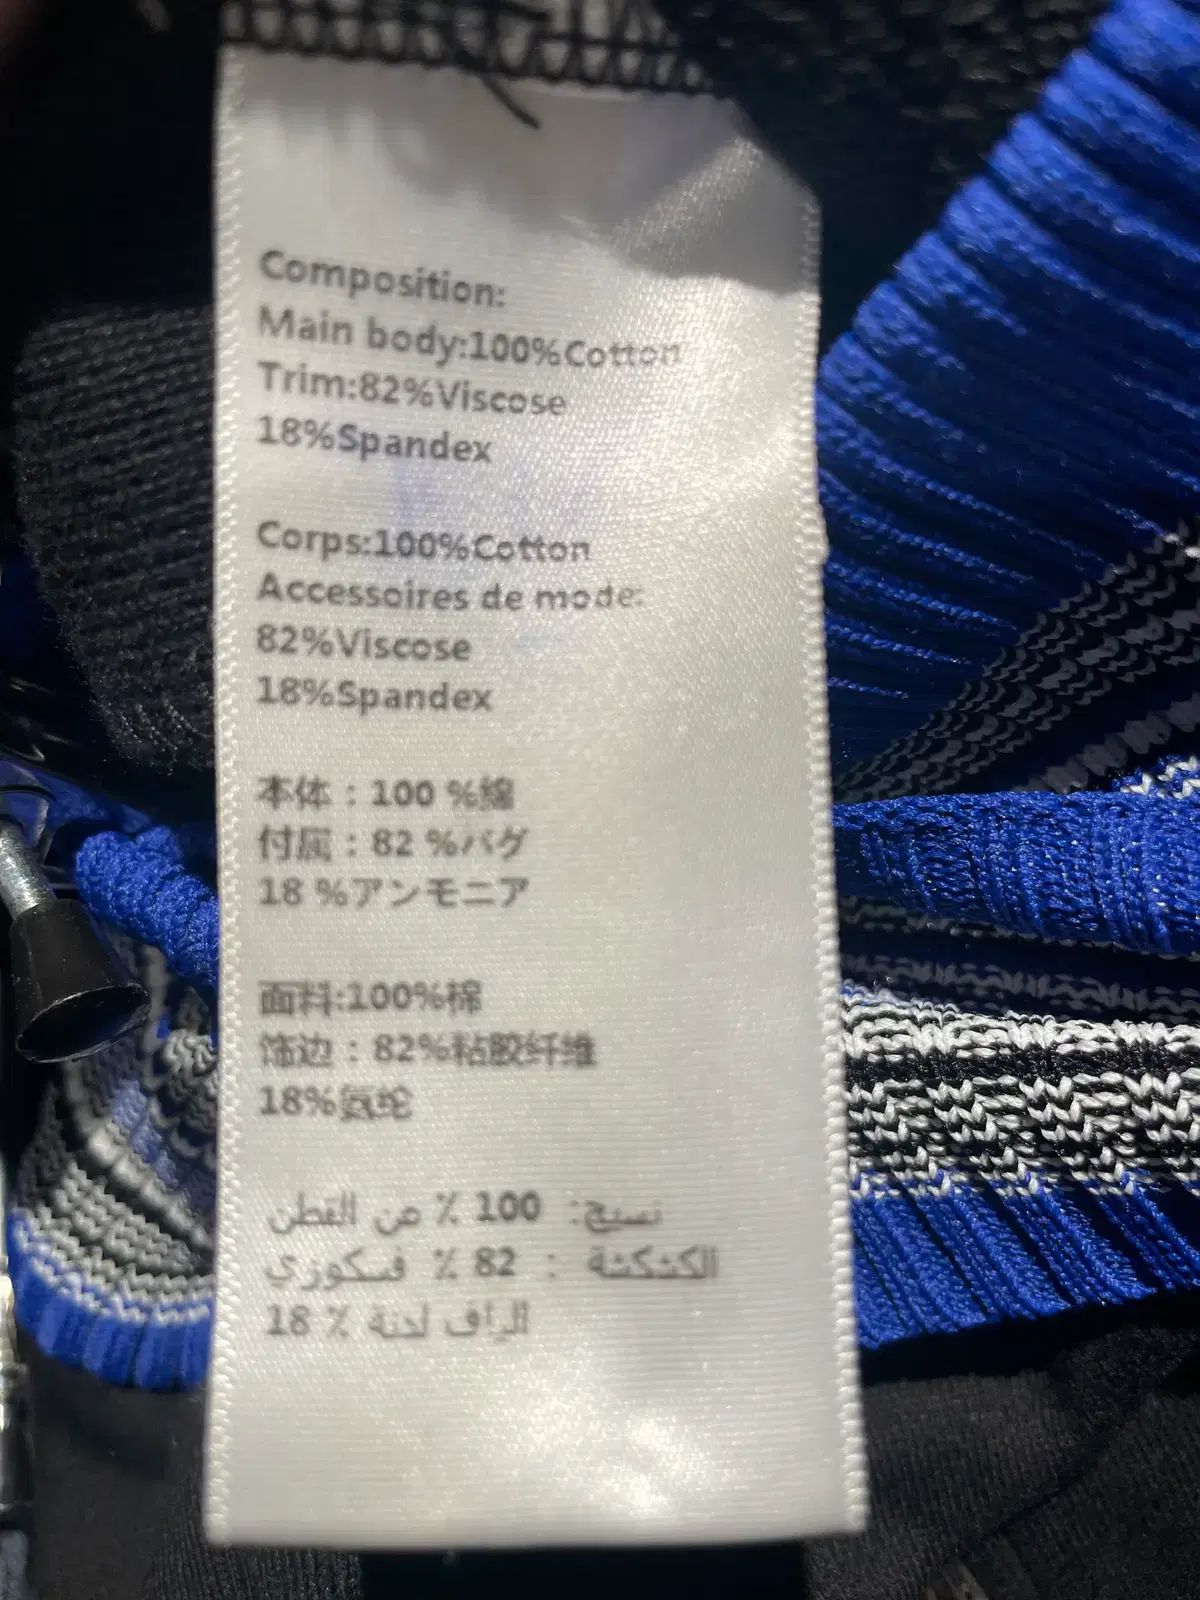 Composition:
Main body:100%Cotton
Trim:82%Viscose
18%Spandex
Corps:100%Cotton
Accessoires de mode:
82%Viscose
18%Spandex
本体：100 %綿
付属：82 %バグ
18 %アンモニア
面料:100%棉
饰边：82%粘胶纤维
18%氨纶
نسيج: 100 ٪ من القطن
الكشكشة : 82 ٪ فسكوزي
18 ٪ الراف لدنة